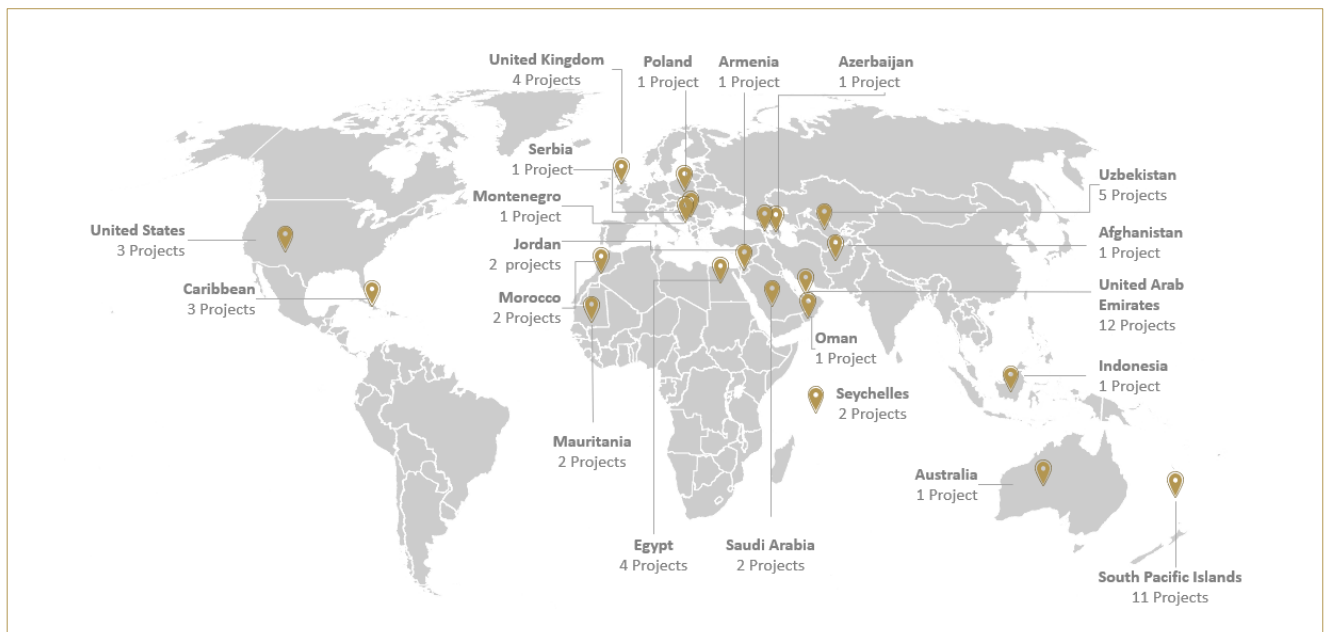 United Kingdom
4 Projects
Poland
1 Project
Armenia
1 Project
Azerbaijan
1 Project
Serbia
1 Project
Montenegro
1 Project
Jordan
2 projects
Morocco
2 Projects
United States
3 Projects
Caribbean
3 Projects
Uzbekistan
5 Projects
Afghanistan
1 Project
United Arab
Emirates
12 Projects
Oman
1 Project
Indonesia
1 Project
Seychelles
2 Projects
Mauritania
2 Projects
Australia
1 Project
Egypt
4 Projects
Saudi Arabia
2 Projects
South Pacific Islands
11 Projects